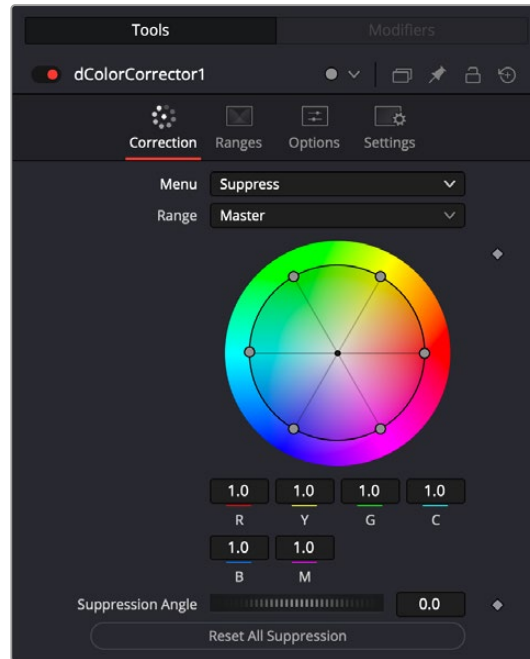 Tools Modifiers
dColorCorrector1
Correction Ranges Options Settings
Menu Suppress
Range Master
1.0 1.0 1.0 1.0
R Y G C
1.0 1.0
B M
Suppression Angle 0.0
Reset All Suppression